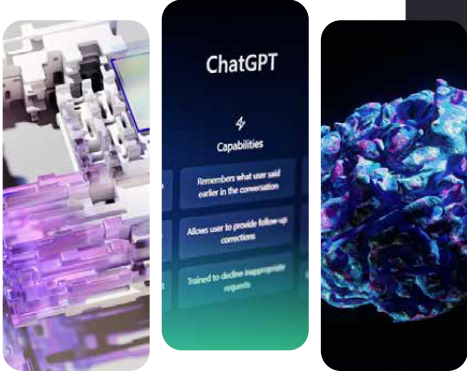 ChatGPT
Capabilities
Remembers what user said
earlier in the conversation
Allows user to provide follow-up
corrections
Trained to decline inappropriate
requests